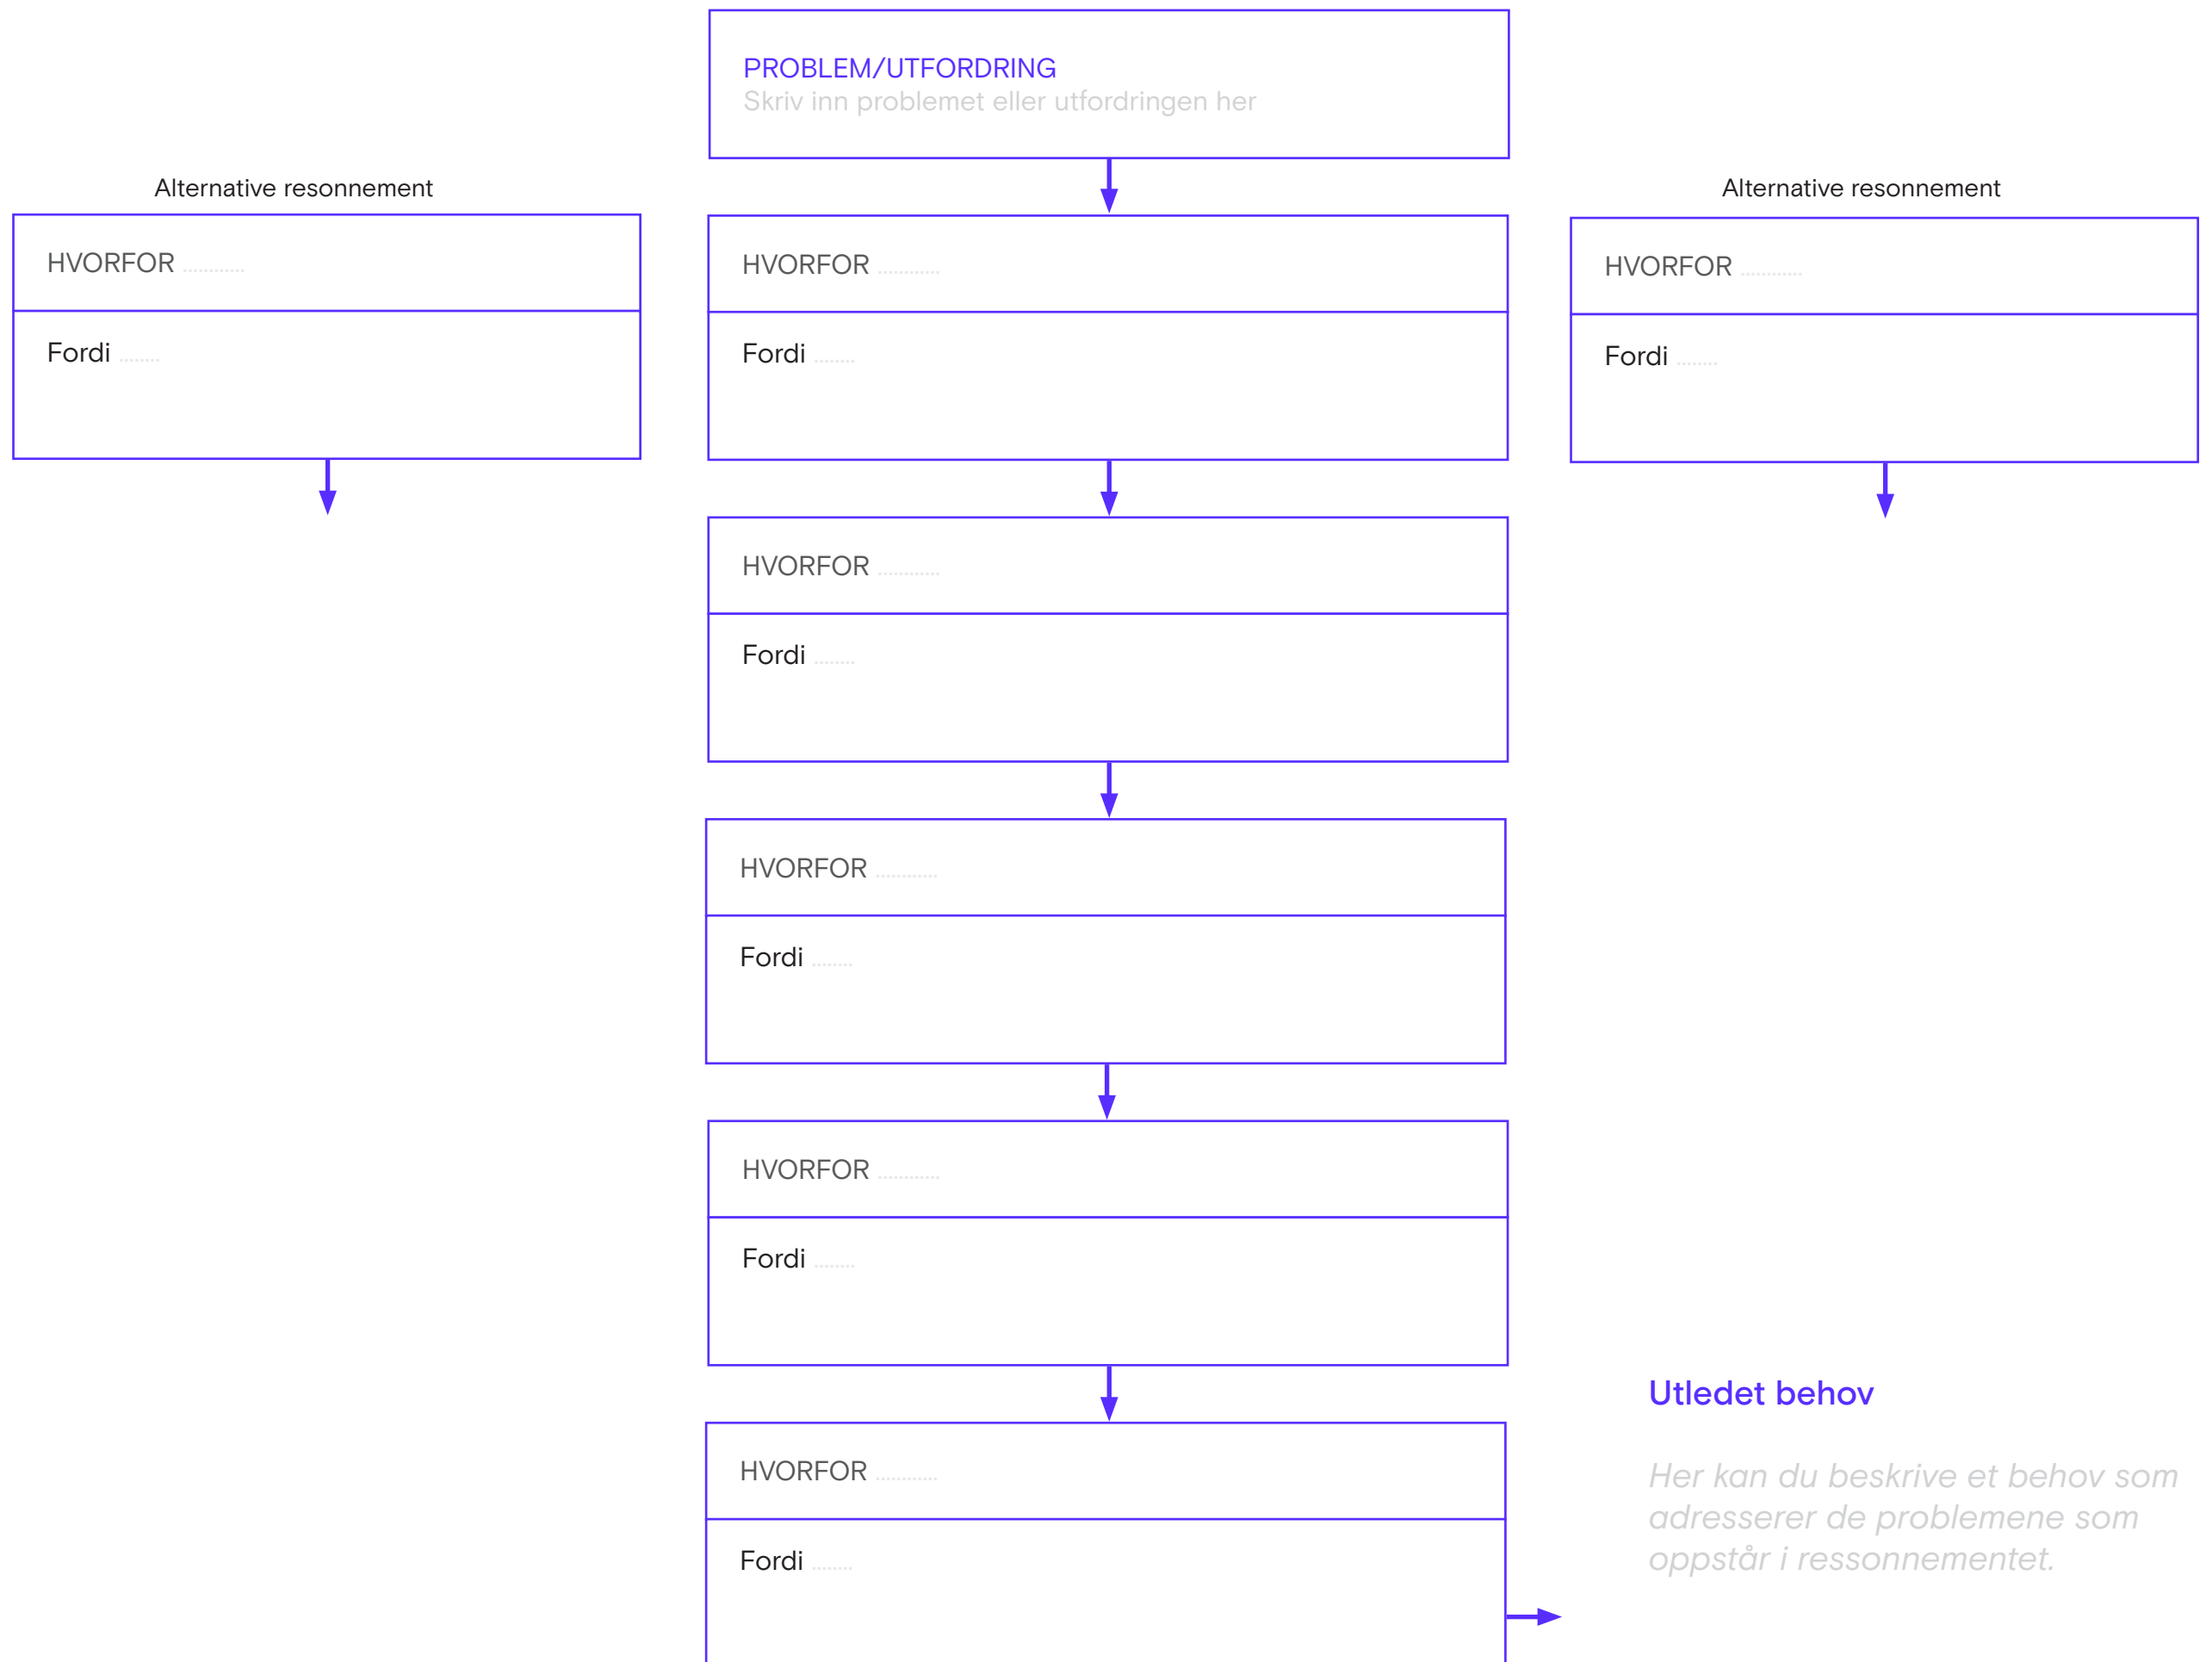 PROBLEM/UTFORDRING
Skriv inn problemet eller utfordringen her
Alternative resonnement
HVORFOR ............
Fordi ........
HVORFOR ............
Fordi ........
Alternative resonnement
HVORFOR ............
Fordi ........
HVORFOR ............
Fordi ........
HVORFOR ............
Fordi ........
HVORFOR ............
Fordi ........
HVORFOR ............
Fordi ........
Utledet behov
Her kan du beskrive et behov som
adresserer de problemene som
oppstår i ressonnementet.